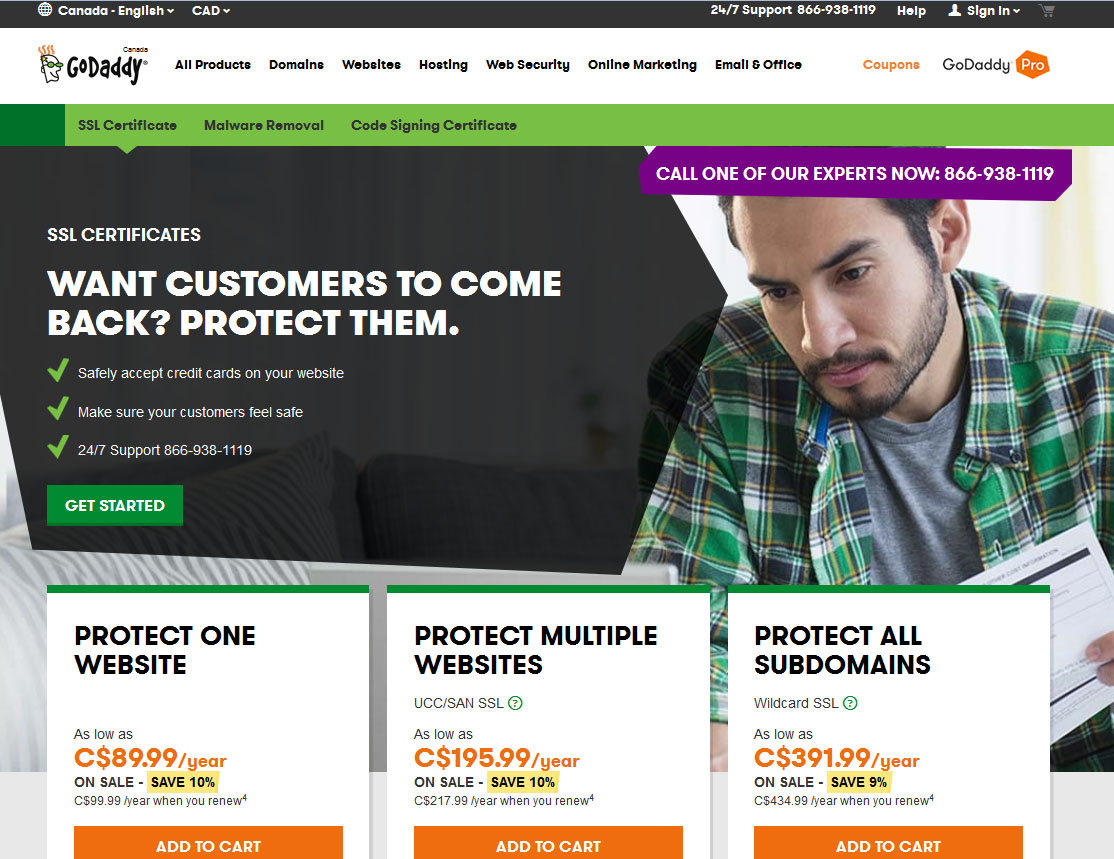 Canada - English CAD 24/7 Support 866-938-1119 Help Sign In
Canada
GODaddy® All Products Domains Websites Hosting Web Security Online Marketing Email & Office Coupons GoDaddy Pro
SSL Certificate Malware Removal Code Signing Certificate
CALL ONE OF OUR EXPERTS NOW: 866-938-1119
SSL CERTIFICATES
WANT CUSTOMERS TO COME
BACK? PROTECT THEM.
Safely accept credit cards on your website
Make sure your customers feel safe
24/7 Support 866-938-1119
GET STARTED
OTHER COST INFORMATION
PROTECT ONE
WEBSITE
As low as
C$89.99/year
ON SALE - SAVE 10%
C$99.99 /year when you renew4
ADD TO CART
PROTECT MULTIPLE
WEBSITES
UCC/SAN SSL ?
As low as
C$195.99/year
ON SALE - SAVE 10%
C$217.99 /year when you renew4
ADD TO CART
PROTECT ALL
SUBDOMAINS
Wildcard SSL ?
As low as
C$391.99/year
ON SALE - SAVE 9%
C$434.99 /year when you renew4
ADD TO CART